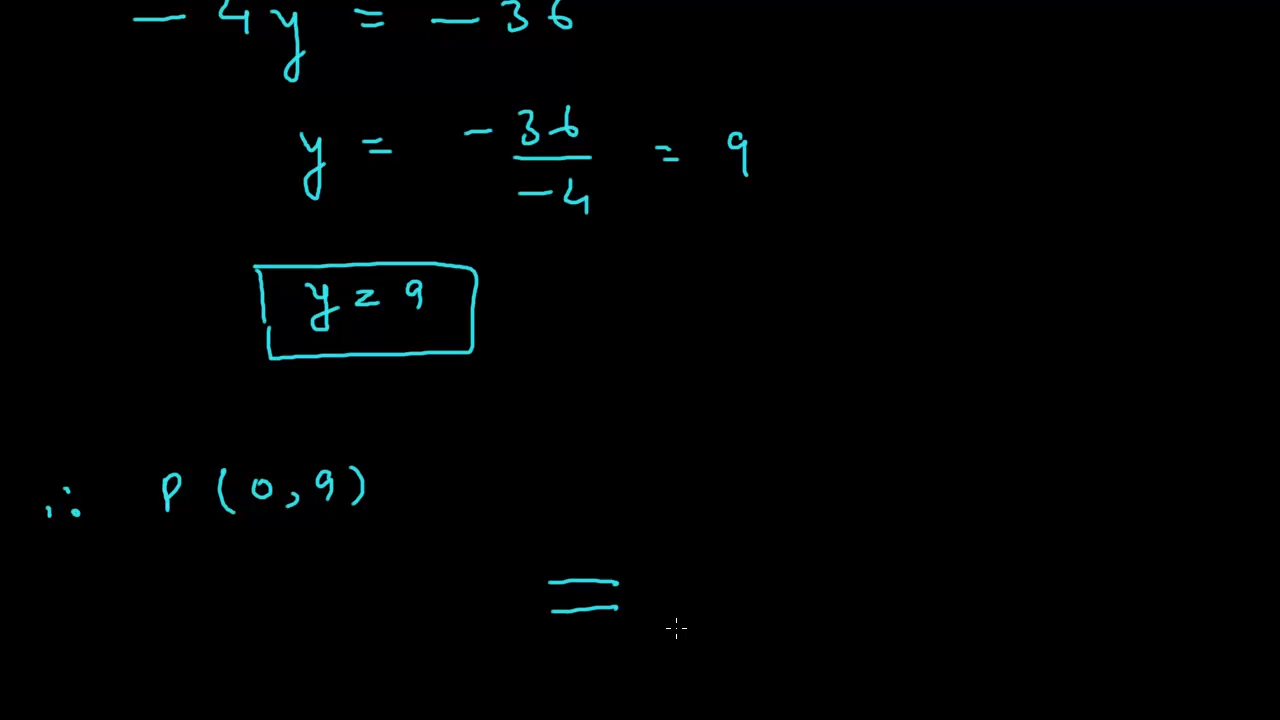 - 4y = - 36
y = -36/-4 = 9
y = 9
∴ P (0, 9)